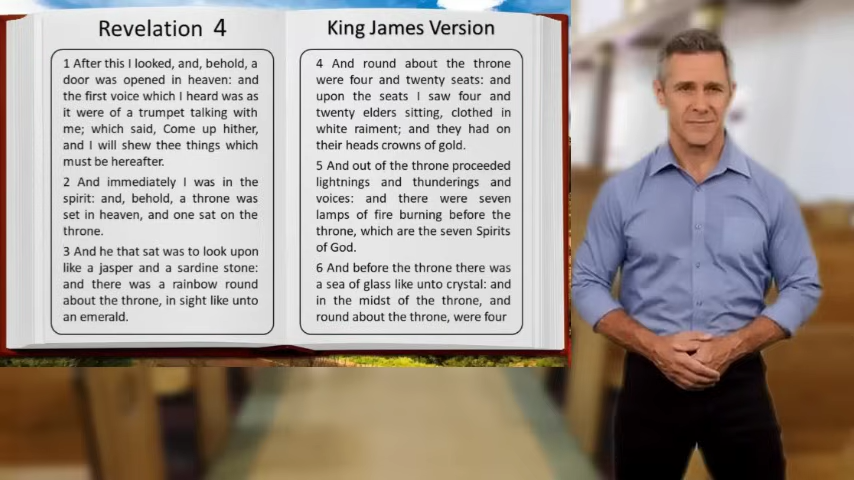 Revelation 4
1 After this I looked, and, behold, a
door was opened in heaven: and
the first voice which I heard was as
it were of a trumpet talking with
me; which said, Come up hither,
and I will shew thee things which
must be hereafter.
2 And immediately I was in the
spirit: and, behold, a throne was
set in heaven, and one sat on the
throne.
3 And he that sat was to look upon
like a jasper and a sardine stone:
and there was a rainbow round
about the throne, in sight like unto
an emerald.
King James Version
4 And round about the throne
were four and twenty seats: and
upon the seats I saw four and
twenty elders sitting, clothed in
white raiment; and they had on
their heads crowns of gold.
5 And out of the throne proceeded
lightnings and thunderings and
voices: and there were seven
lamps of fire burning before the
throne, which are the seven Spirits
of God.
6 And before the throne there was
a sea of glass like unto crystal: and
in the midst of the throne, and
round about the throne, were four